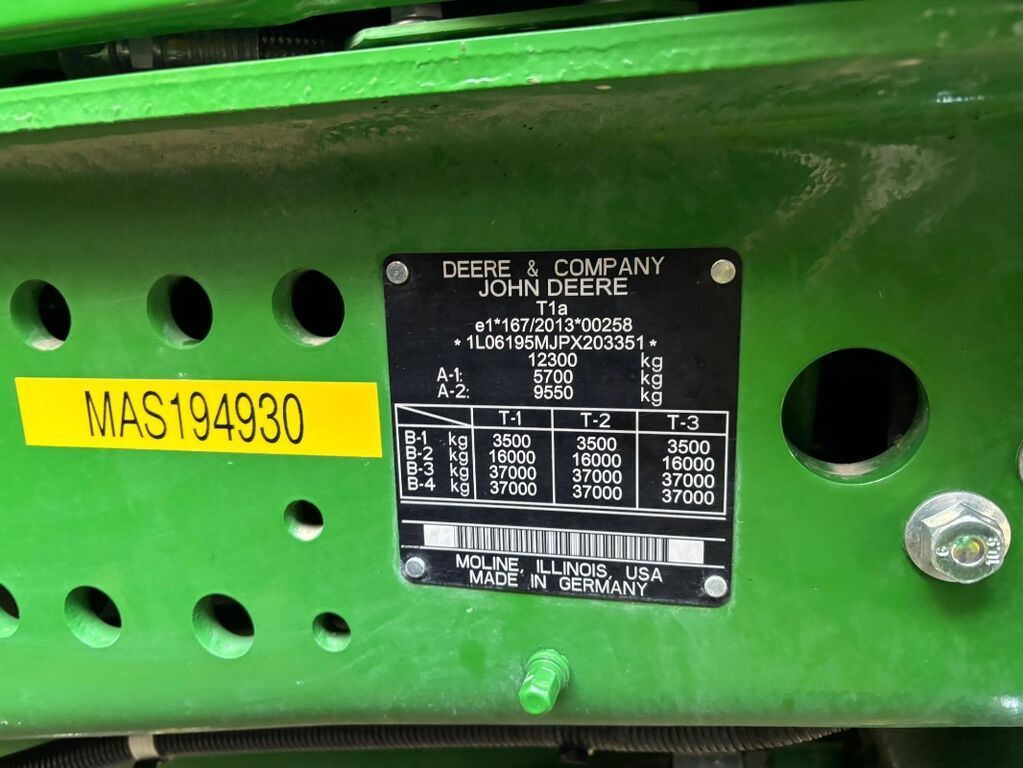 MAS194930
DEERE & COMPANY
JOHN DEERE
T1a
e1*167/2013*00258
*1L06195MJPX203351*
12300 kg
A-1: 5700 kg
A-2: 9550 kg
T-1 T-2 T-3
B-1 kg 3500 3500 3500
B-2 kg 16000 16000 16000
B-3 kg 37000 37000 37000
B-4 kg 37000 37000 37000
MOLINE, ILLINOIS, USA
MADE IN GERMANY
10.9